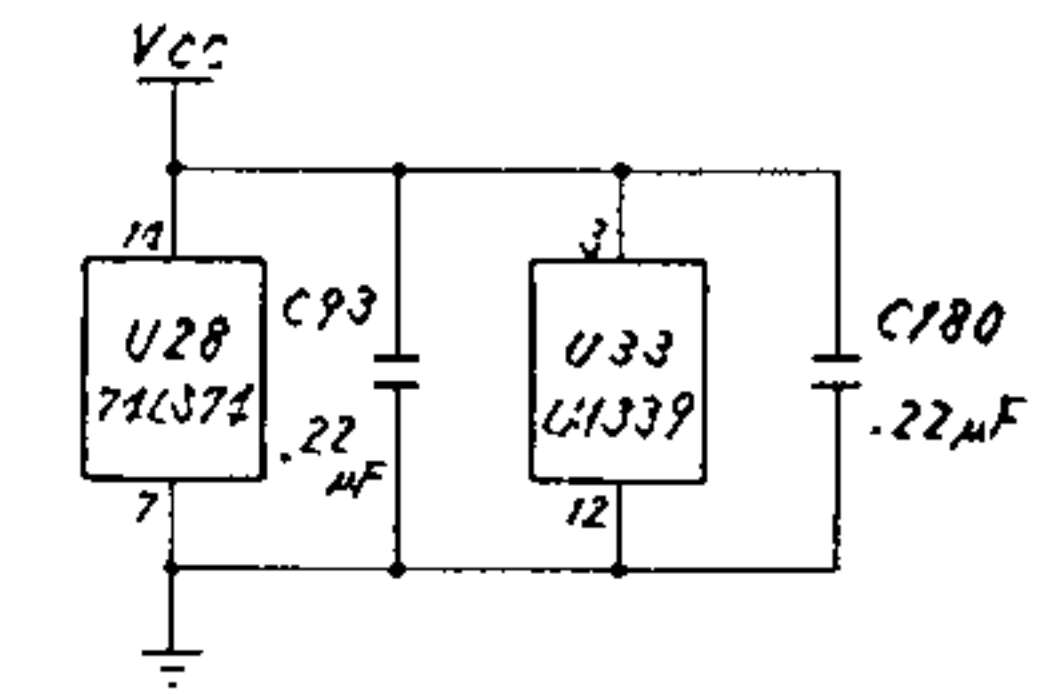 VCC
14
3
U28
74LS74
C93
.22
µF
U33
LM339
C180
.22µF
7
12